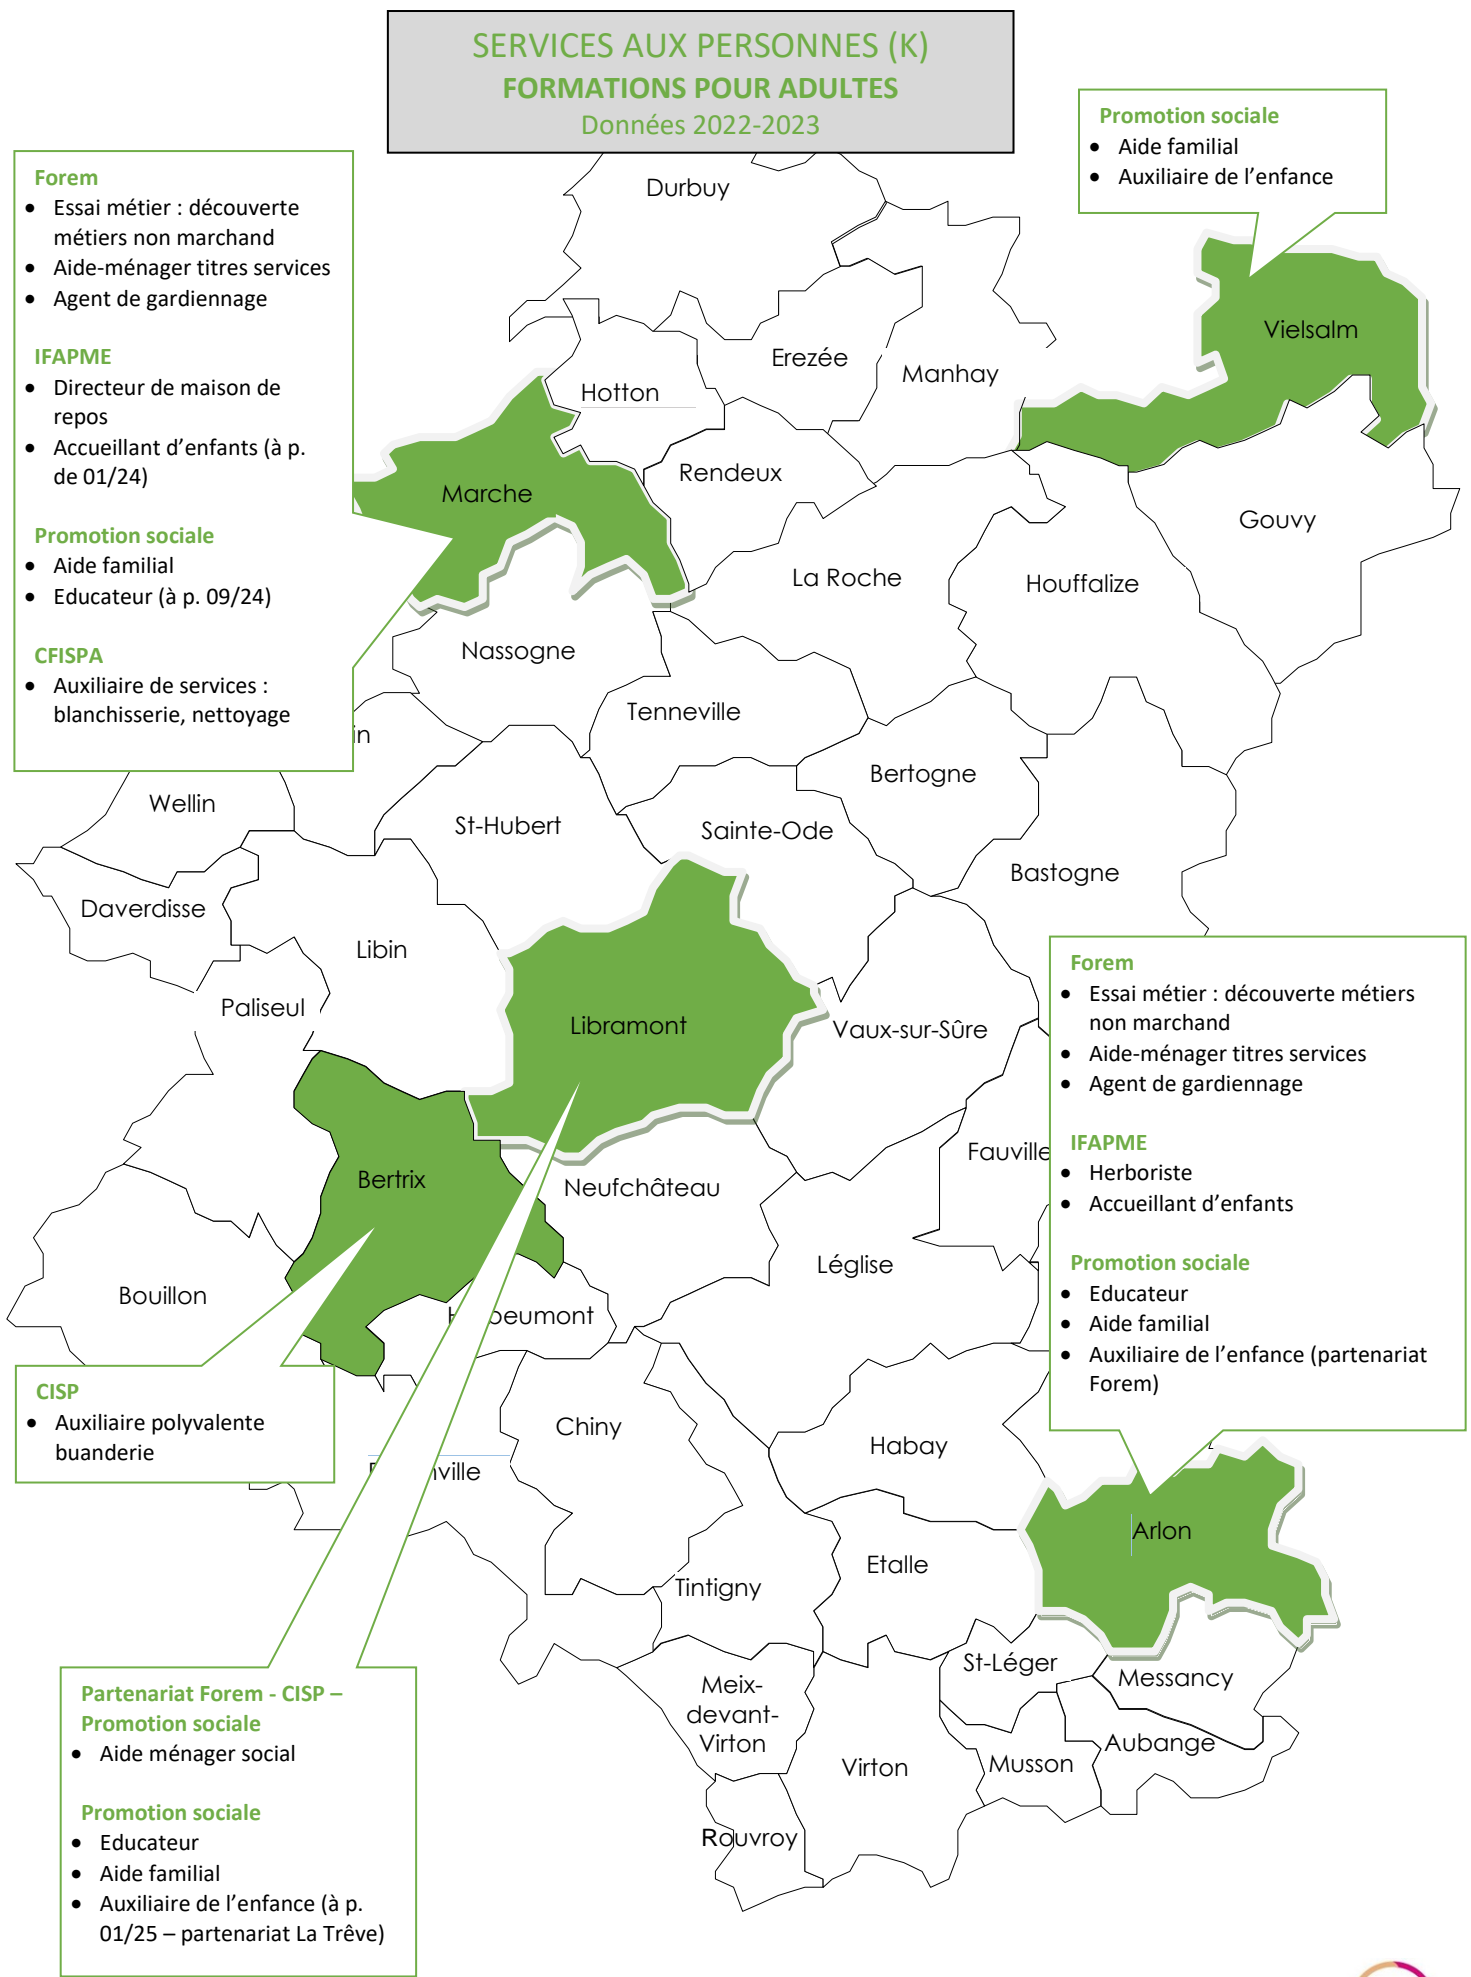 SERVICES AUX PERSONNES (K)
FORMATIONS POUR ADULTES
Données 2022-2023
Promotion sociale
• Aide familial
• Auxiliaire de l’enfance
Forem
• Essai métier : découverte
métiers non marchand
• Aide-ménager titres services
• Agent de gardiennage
IFAPME
• Directeur de maison de
repos
• Accueillant d’enfants (à p.
de 01/24)
Promotion sociale
• Aide familial
• Educateur (à p. 09/24)
CFISPA
• Auxiliaire de services :
blanchisserie, nettoyage
Durbuy
Vielsalm
Erezée
Manhay
Hotton
Rendeux
Marche
Gouvy
La Roche
Houffalize
Nassogne
Tenneville
in
Bertogne
Wellin
St-Hubert
Sainte-Ode
Bastogne
Daverdisse
Libin
Paliseul
Libramont
Vaux-sur-Sûre
Forem
• Essai métier : découverte métiers
non marchand
• Aide-ménager titres services
• Agent de gardiennage
IFAPME
• Herboriste
• Accueillant d’enfants
Promotion sociale
• Educateur
• Aide familial
• Auxiliaire de l’enfance (partenariat
Forem)
Fauville
Bertrix
Neufchâteau
Léglise
Bouillon
beumont
CISP
• Auxiliaire polyvalente
buanderie
Chiny
Habay
ville
Arlon
Etalle
Tintigny
St-Léger
Messancy
Meix-
devant-
Virton
Aubange
Musson
Virton
Rouvroy
Partenariat Forem - CISP –
Promotion sociale
• Aide ménager social
Promotion sociale
• Educateur
• Aide familial
• Auxiliaire de l’enfance (à p.
01/25 – partenariat La Trêve)